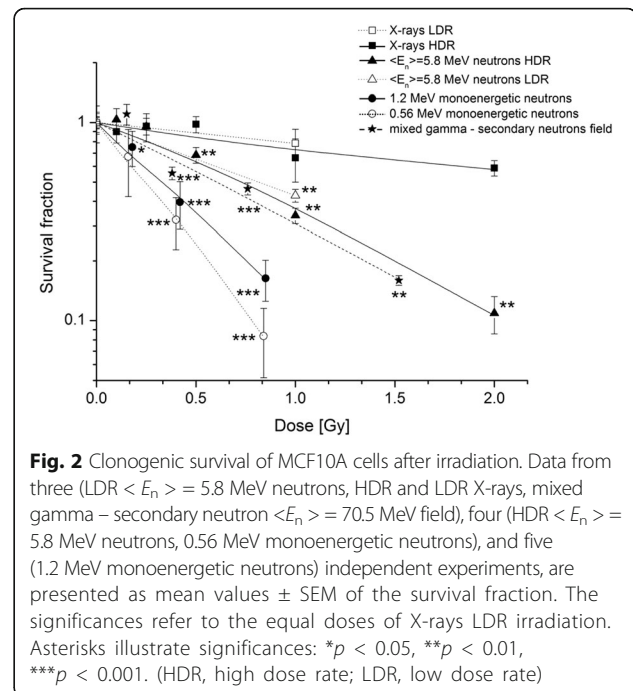 X-rays LDR
X-rays HDR
<E_n>=5.8 MeV neutrons HDR
<E_n>=5.8 MeV neutrons LDR
1.2 MeV monoenergetic neutrons
0.56 MeV monoenergetic neutrons
mixed gamma - secondary neutrons field
Survival fraction
1
0.1
*
***
***
***
***
***
***
**
**
**
**
**
0.0
0.5
1.0
1.5
2.0
Dose [Gy]
Fig. 2 Clonogenic survival of MCF10A cells after irradiation. Data from
three (LDR < E_n > = 5.8 MeV neutrons, HDR and LDR X-rays, mixed
gamma – secondary neutron <E_n> = 70.5 MeV field), four (HDR < E_n > =
5.8 MeV neutrons, 0.56 MeV monoenergetic neutrons), and five
(1.2 MeV monoenergetic neutrons) independent experiments, are
presented as mean values ± SEM of the survival fraction. The
significances refer to the equal doses of X-rays LDR irradiation.
Asterisks illustrate significances: *p < 0.05, **p < 0.01,
***p < 0.001. (HDR, high dose rate; LDR, low dose rate)